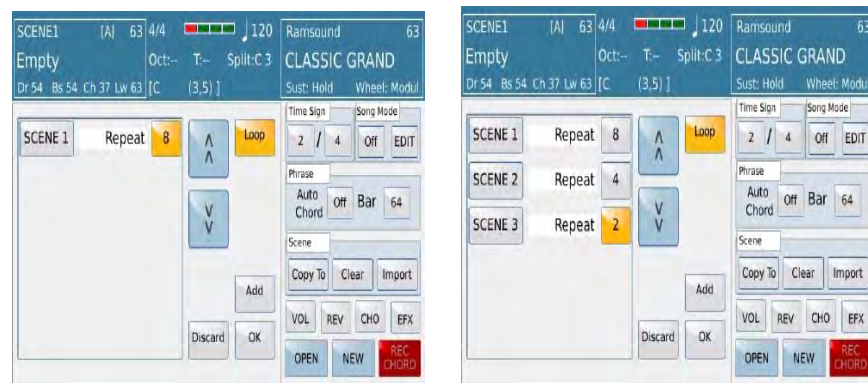 SCENE1 [A] 63 4/4 120 Ramsound 63
Empty Oct:-- T:-- Split:C 3 CLASSIC GRAND
Dr 54 Bs 54 Ch 37 Lw 63 [C (3,5) ] Sust: Hold Wheel: Modul
Time Sign Song Mode
SCENE 1 Repeat 8 Loop 2 / 4 Off EDIT
Phrase
Auto Chord Off Bar 64
Scene
Copy To Clear Import
Add
VOL REV CHO EFX
Discard OK
OPEN NEW REC CHORD
SCENE1 [A] 63 4/4 120 Ramsound 63
Empty Oct:-- T:-- Split:C 3 CLASSIC GRAND
Dr 54 Bs 54 Ch 37 Lw 63 [C (3,5) ] Sust: Hold Wheel: Modul
Time Sign Song Mode
SCENE 1 Repeat 8 Loop 2 / 4 Off EDIT
SCENE 2 Repeat 4
Phrase
Auto Chord Off Bar 64
SCENE 3 Repeat 2
Scene
Copy To Clear Import
Add
VOL REV CHO EFX
Discard OK
OPEN NEW REC CHORD